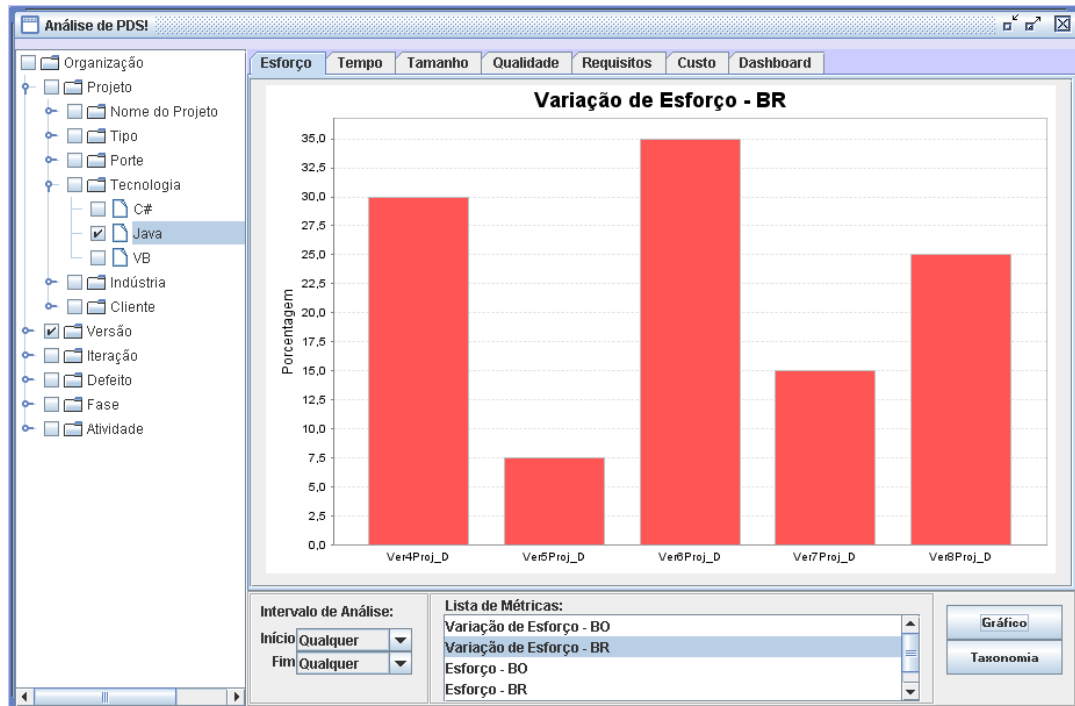 Análise de PDS!
Organização
Projeto
Nome do Projeto
Tipo
Porte
Tecnologia
C#
Java
VB
Indústria
Cliente
Versão
Iteração
Defeito
Fase
Atividade
Esforço Tempo Tamanho Qualidade Requisitos Custo Dashboard
Variação de Esforço - BR
Porcentagem
35,0
32,5
30,0
27,5
25,0
22,5
20,0
17,5
15,0
12,5
10,0
7,5
5,0
2,5
0,0
Ver4Proj_D Ver5Proj_D Ver6Proj_D Ver7Proj_D Ver8Proj_D
Intervalo de Análise:
Início Qualquer
Fim Qualquer
Lista de Métricas:
Variação de Esforço - BO
Variação de Esforço - BR
Esforço - BO
Esforço - BR
Gráfico
Taxonomia